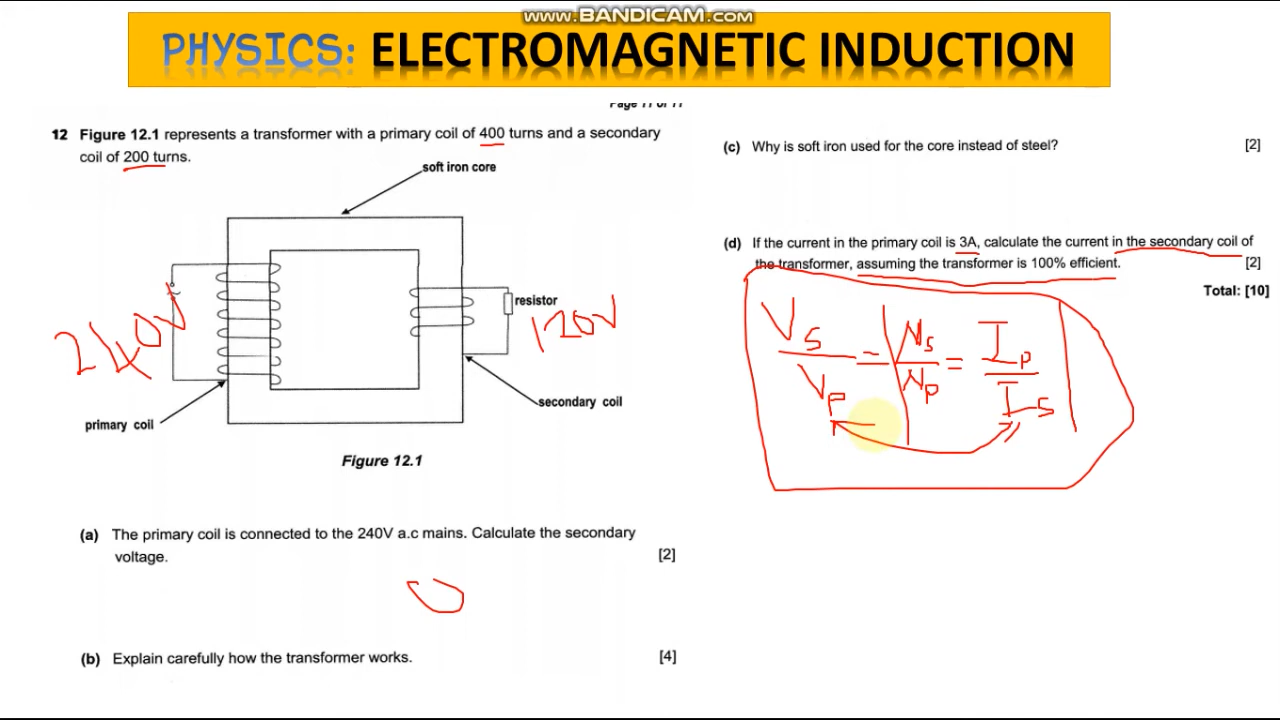 www.BANDICAM.com
PHYSICS: ELECTROMAGNETIC INDUCTION
Page 11 of 11
12 Figure 12.1 represents a transformer with a primary coil of 400 turns and a secondary
coil of 200 turns.
soft iron core
resistor
240V
120V
secondary coil
primary coil
Figure 12.1
(a) The primary coil is connected to the 240V a.c mains. Calculate the secondary
voltage. [2]
(b) Explain carefully how the transformer works. [4]
(c) Why is soft iron used for the core instead of steel? [2]
(d) If the current in the primary coil is 3A, calculate the current in the secondary coil of
the transformer, assuming the transformer is 100% efficient. [2]
Total: [10]
Vs/Vp = Ns/Np = Ip/Is